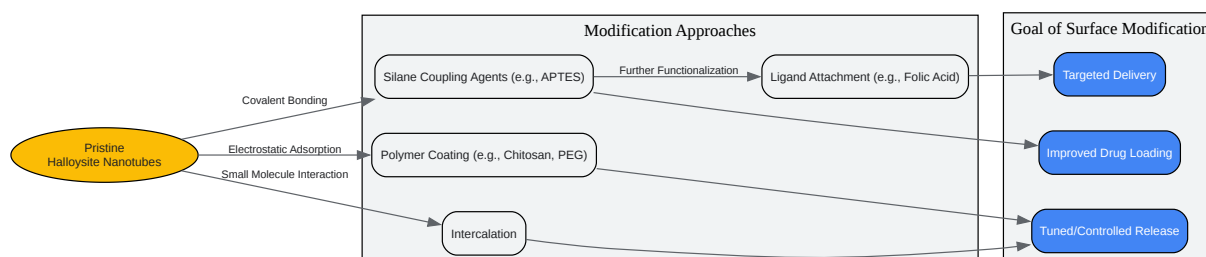 Modification Approaches
Goal of Surface Modification
Silane Coupling Agents (e.g., APTES)
Further Functionalization
Ligand Attachment (e.g., Folic Acid)
Targeted Delivery
Covalent Bonding
Pristine
Halloysite Nanotubes
Electrostatic Adsorption
Polymer Coating (e.g., Chitosan, PEG)
Improved Drug Loading
Small Molecule Interaction
Intercalation
Tuned/Controlled Release